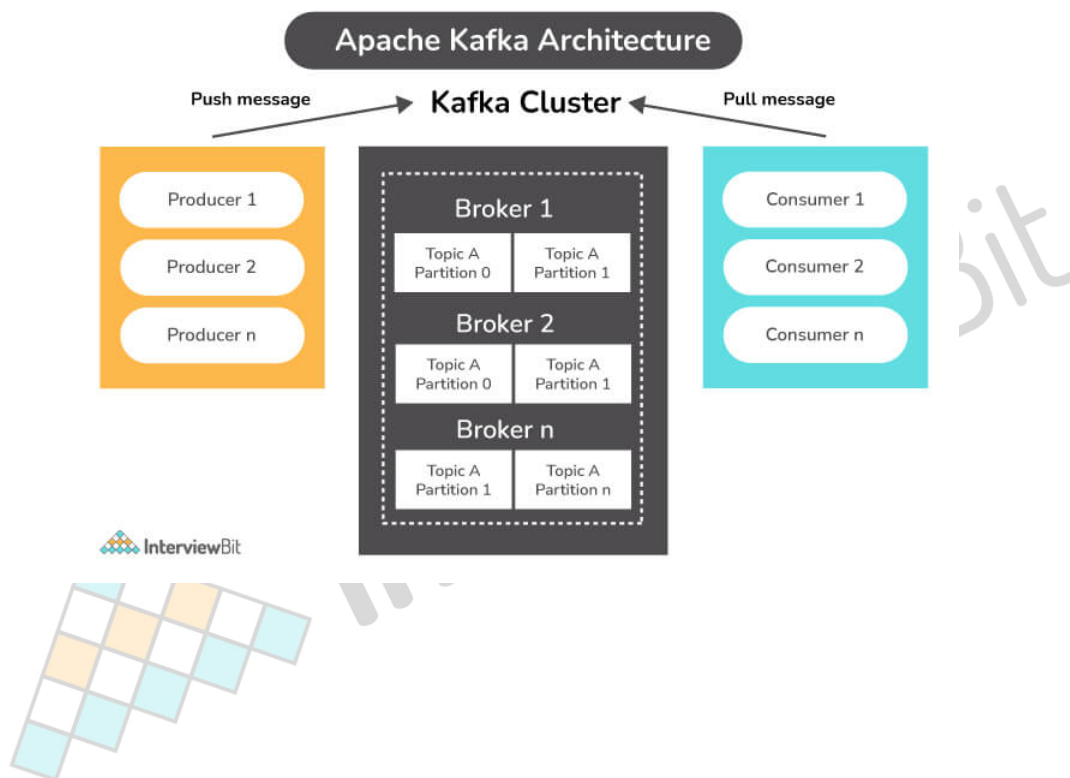 Apache Kafka Architecture
Push message
Kafka Cluster
Pull message
Producer 1
Producer 2
Producer n
Broker 1
Topic A
Partition 0
Topic A
Partition 1
Broker 2
Topic A
Partition 0
Topic A
Partition 1
Broker n
Topic A
Partition 1
Topic A
Partition n
Consumer 1
Consumer 2
Consumer n
InterviewBit